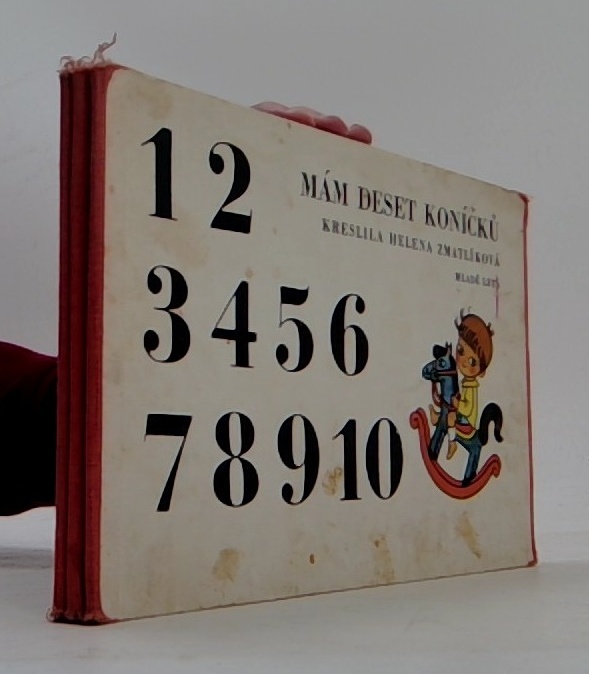 1 2
MÁM DESET KONÍČKŮ
KRESLILA HELENA ZMATLÍKOVÁ
MLADÉ LETÁ
3 4 5 6
7 8 9 10